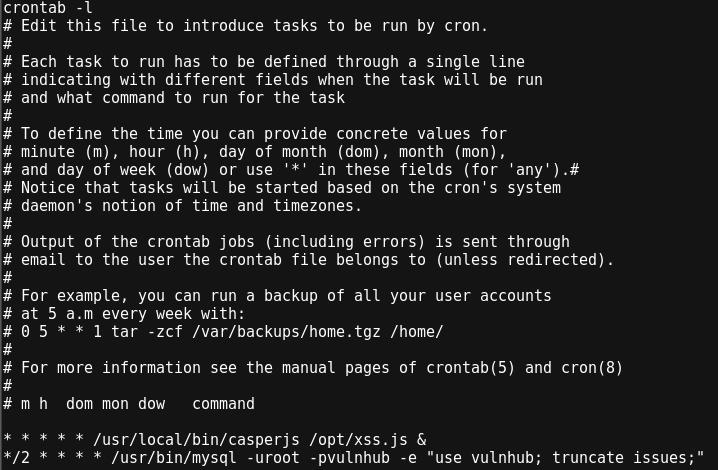 crontab -l
# Edit this file to introduce tasks to be run by cron.
#
# Each task to run has to be defined through a single line
# indicating with different fields when the task will be run
# and what command to run for the task
#
# To define the time you can provide concrete values for
# minute (m), hour (h), day of month (dom), month (mon),
# and day of week (dow) or use '*' in these fields (for 'any').#
# Notice that tasks will be started based on the cron's system
# daemon's notion of time and timezones.
#
# Output of the crontab jobs (including errors) is sent through
# email to the user the crontab file belongs to (unless redirected).
#
# For example, you can run a backup of all your user accounts
# at 5 a.m every week with:
# 0 5 * * 1 tar -zcf /var/backups/home.tgz /home/
#
# For more information see the manual pages of crontab(5) and cron(8)
#
# m h  dom mon dow   command

* * * * * /usr/local/bin/casperjs /opt/xss.js &
*/2 * * * * /usr/bin/mysql -uroot -pvulnhub -e "use vulnhub; truncate issues;"